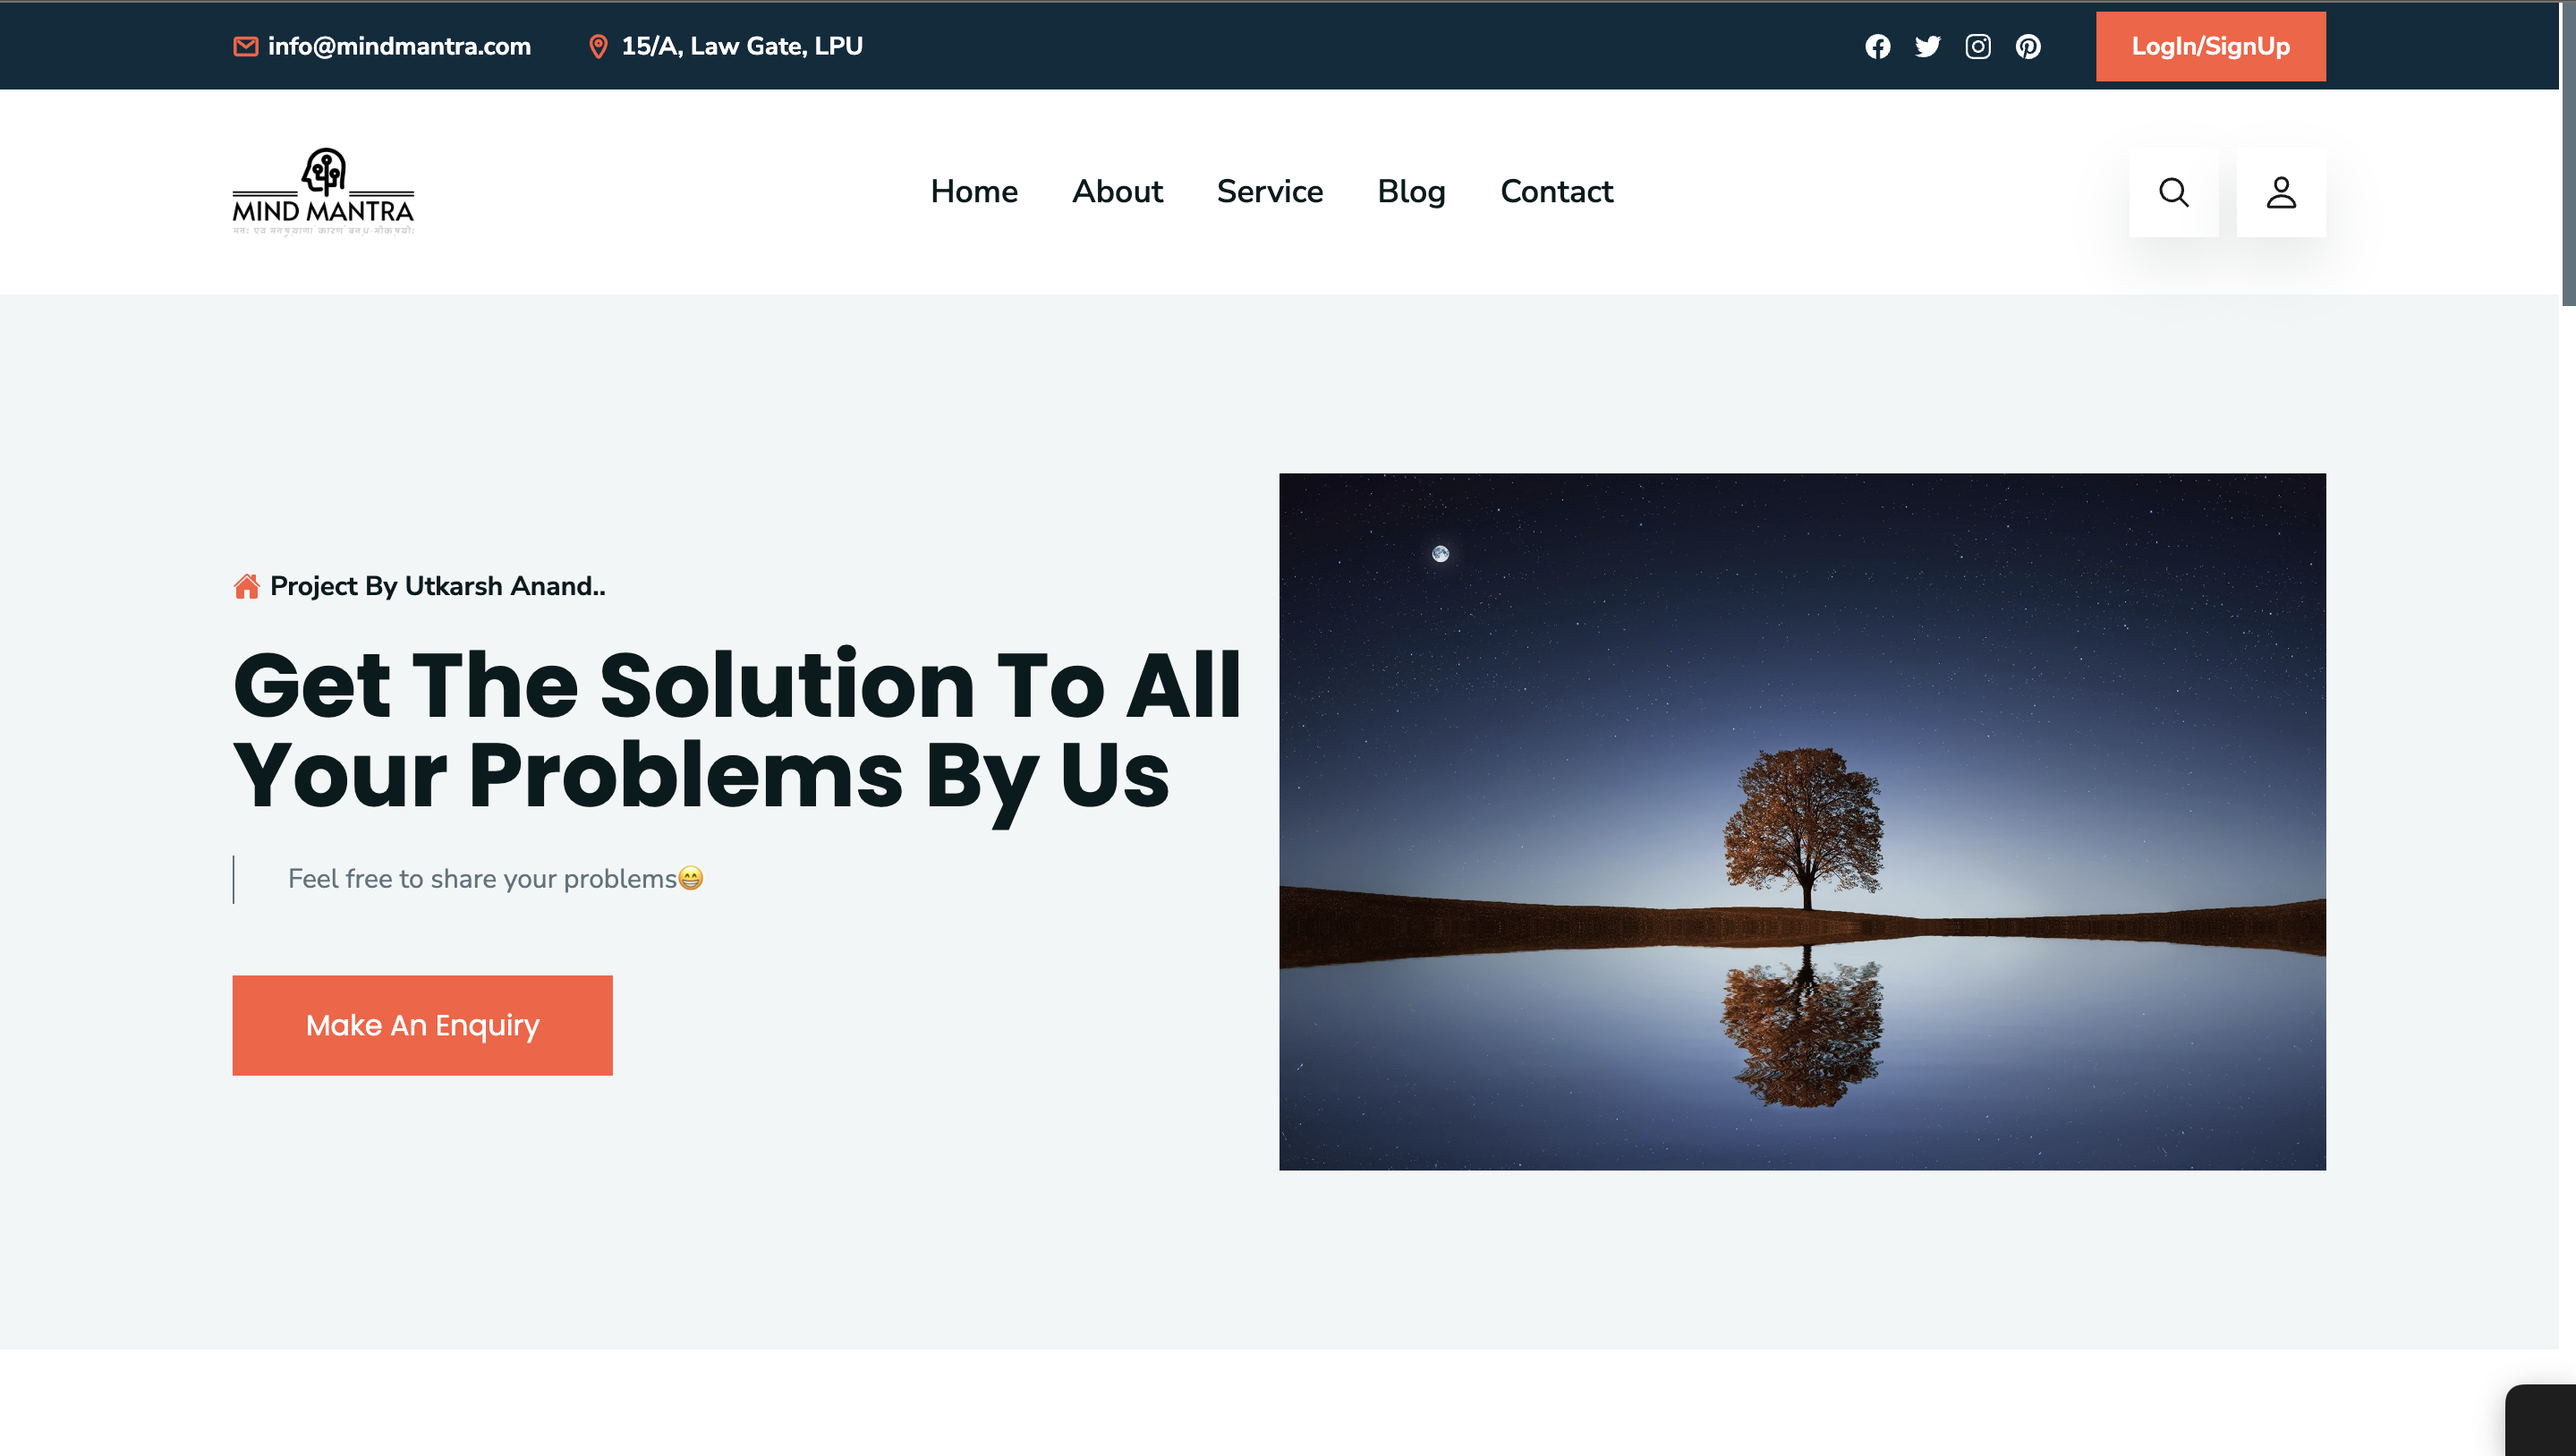 info@mindmantra.com
15/A, Law Gate, LPU
LogIn/SignUp
MIND MANTRA
Home
About
Service
Blog
Contact
Project By Utkarsh Anand..
Get The Solution To All
Your Problems By Us
Feel free to share your problems😁
Make An Enquiry